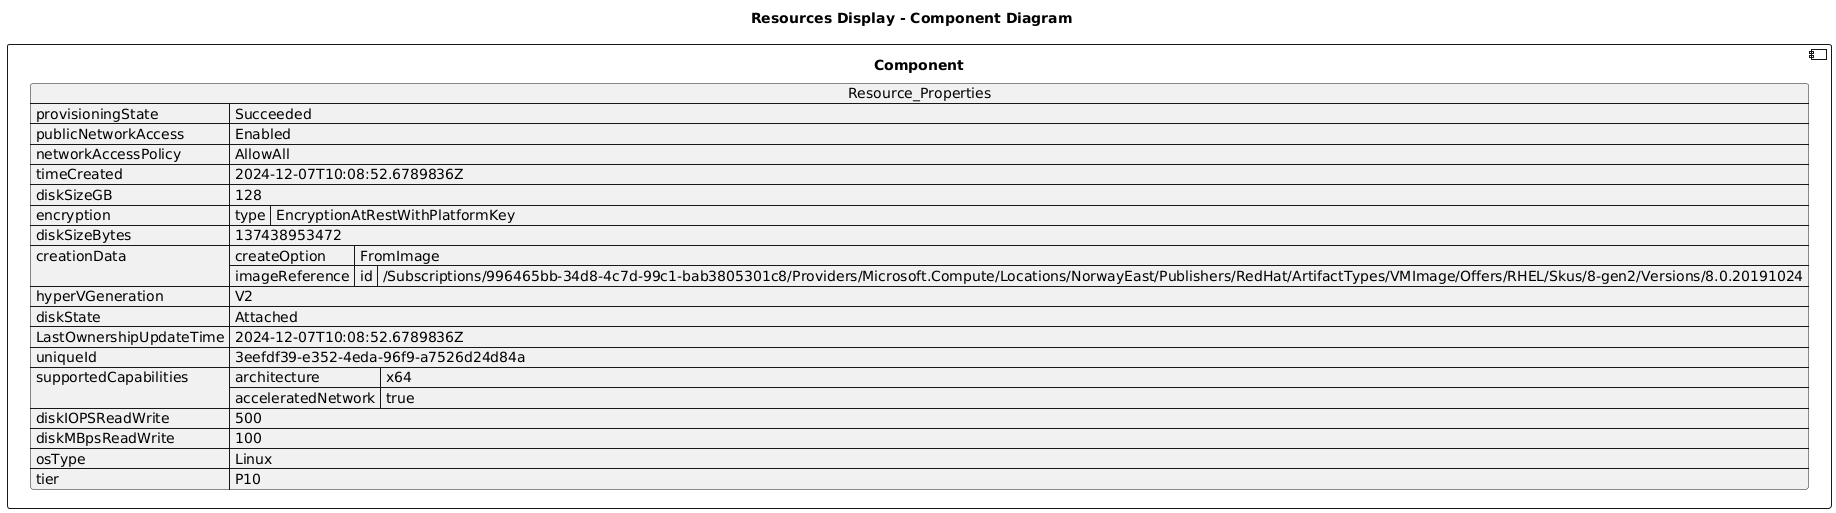 Resources Display - Component Diagram
Component
Resource_Properties
provisioningState Succeeded
publicNetworkAccess Enabled
networkAccessPolicy AllowAll
timeCreated 2024-12-07T10:08:52.6789836Z
diskSizeGB 128
encryption type EncryptionAtRestWithPlatformKey
diskSizeBytes 137438953472
creationData createOption FromImage
imageReference id /Subscriptions/996465bb-34d8-4c7d-99c1-bab3805301c8/Providers/Microsoft.Compute/Locations/NorwayEast/Publishers/RedHat/ArtifactTypes/VMImage/Offers/RHEL/Skus/8-gen2/Versions/8.0.20191024
hyperVGeneration V2
diskState Attached
LastOwnershipUpdateTime 2024-12-07T10:08:52.6789836Z
uniqueId 3eefdf39-e352-4eda-96f9-a7526d24d84a
supportedCapabilities architecture x64
acceleratedNetwork true
diskIOPSReadWrite 500
diskMBpsReadWrite 100
osType Linux
tier P10